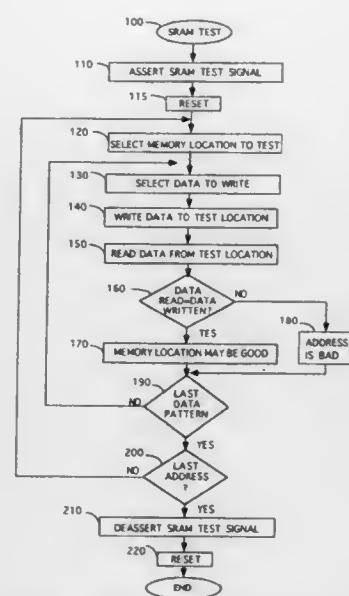 100
SRAM TEST
110
ASSERT SRAM TEST SIGNAL
115
RESET
120
SELECT MEMORY LOCATION TO TEST
130
SELECT DATA TO WRITE
140
WRITE DATA TO TEST LOCATION
150
READ DATA FROM TEST LOCATION
160
DATA
READ=DATA
WRITTEN?
NO
YES
170
MEMORY LOCATION MAY BE GOOD
180
ADDRESS
IS BAD
190
LAST
DATA
PATTERN
NO
YES
200
LAST
ADDRESS
?
NO
YES
210
DEASSERT SRAM TEST SIGNAL
220
RESET
END